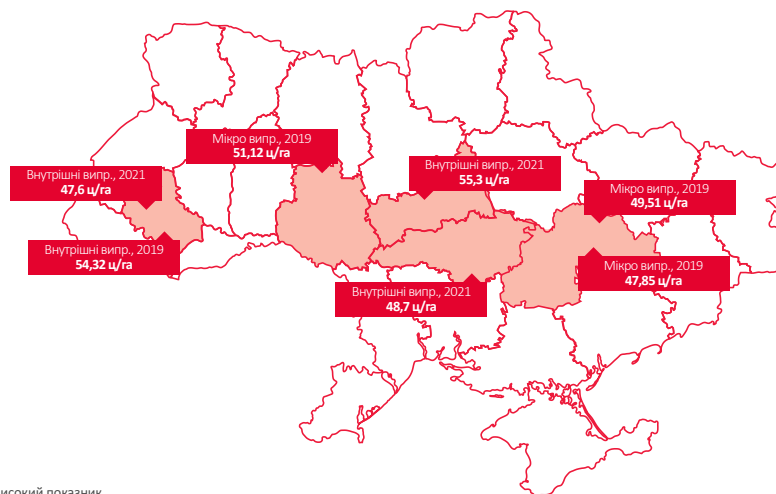 Мікро випр., 2019
51,12 ц/га
Внутрішні випр., 2021
47,6 ц/га
Внутрішні випр., 2021
55,3 ц/га
Мікро випр., 2019
49,51 ц/га
Внутрішні випр., 2019
54,32 ц/га
Мікро випр., 2019
47,85 ц/га
Внутрішні випр., 2021
48,7 ц/га
показник